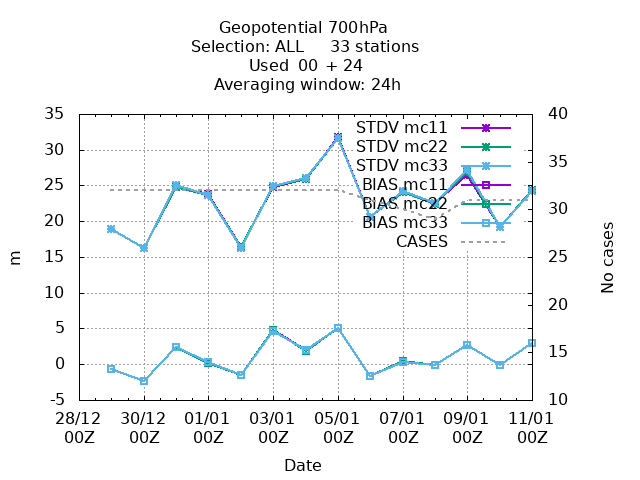 Geopotential 700hPa
Selection: ALL 33 stations
Used 00 + 24
Averaging window: 24h
35 40
STDV mc11
STDV mc22
STDV mc33
BIAS mc11
BIAS mc22
BIAS mc33
CASES
30
25
20
15
10
5
0
-5
35
30
25
20
15
10
m
No cases
28/12 30/12 01/01 03/01 05/01 07/01 09/01 11/01
00Z 00Z 00Z 00Z 00Z 00Z 00Z 00Z
Date